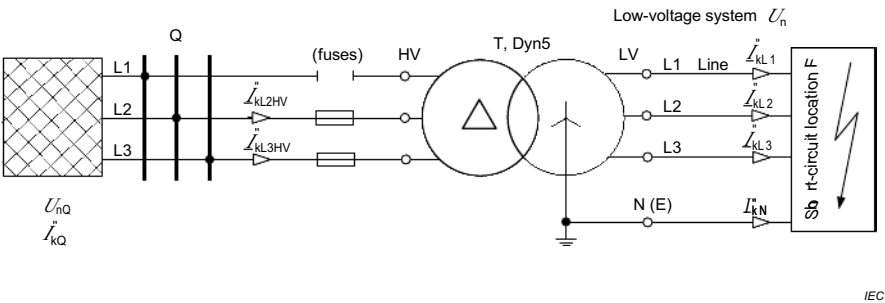 Low-voltage system Uₙ
Q
(fuses)
HV
T, Dyn5
LV
L1
L1
Line
I″kL1
L2
I″kL2HV
L2
I″kL2
L3
I″kL3HV
L3
I″kL3
N (E)
I″kN
Short-circuit location F
UnQ
I″kQ
IEC